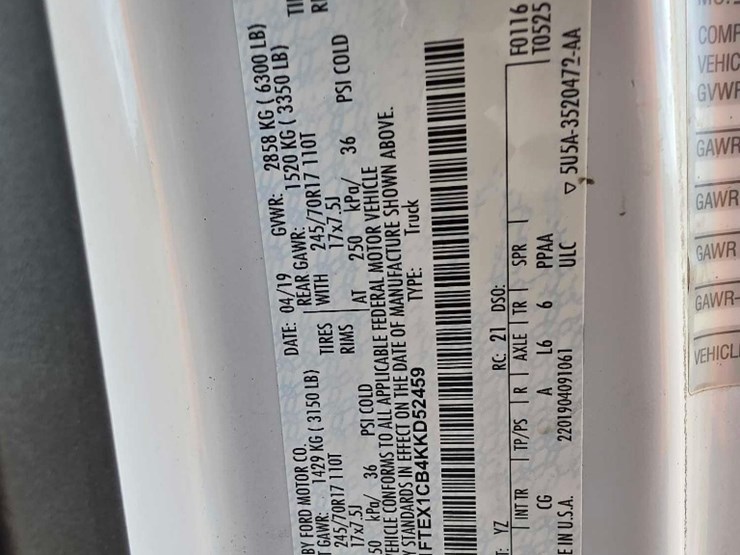 BY FORD MOTOR CO.
DATE: 04/19 GVWR: 2858 KG ( 6300 LB)
T GAWR: 1429 KG ( 3150 LB) REAR GAWR: 1520 KG ( 3350 LB)
245/70R17 110T TIRES WITH 245/70R17 110T
17x7.5J RIMS 17x7.5J
50 kPa/ 36 PSI COLD AT 250 kPa/ 36 PSI COLD
EHICLE CONFORMS TO ALL APPLICABLE FEDERAL MOTOR VEHICLE
Y STANDARDS IN EFFECT ON THE DATE OF MANUFACTURE SHOWN ABOVE.
FTEX1CB4KKD52459 TYPE: Truck
F0116
T0525
T: YZ RC: 21 DSO:
INT TR | TP/PS | R | AXLE | TR | SPR
CG A L6 6 PPAA
E IN U.S.A. 2201904091061 ULC
▽ 5U5A-3520472-AA
COMP
VEHIC
GVWR
GAWR
GAWR
GAWR
GAWR-
VEHICL